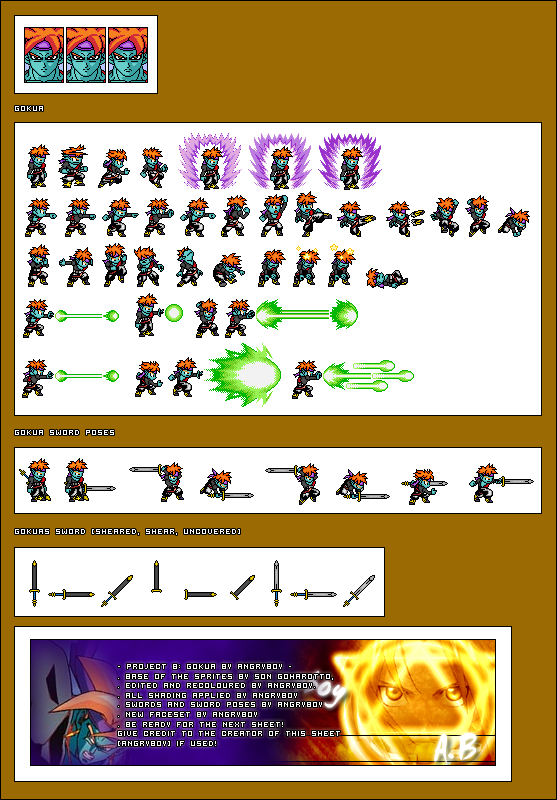 GOKUA
GOKUA SWORD POSES
GOKUAS SWORD [SHEARED, SHEAR, UNCOVERED]
- PROJECT B: GOKUA BY ANGRYBOY -
. BASE OF THE SPRITES BY SON GOHAROTTO,
. EDITED AND RECOLOURED BY ANGRYBOY.
. ALL SHADING APPLIED BY ANGRYBOY
. SWORDS AND SWORD POSES BY ANGRYBOY
. NEW FACESET BY ANGRYBOY
. BE READY FOR THE NEXT SHEET!
GIVE CREDIT TO THE CREATOR OF THIS SHEET
[ANGRYBOY] IF USED!
A.B